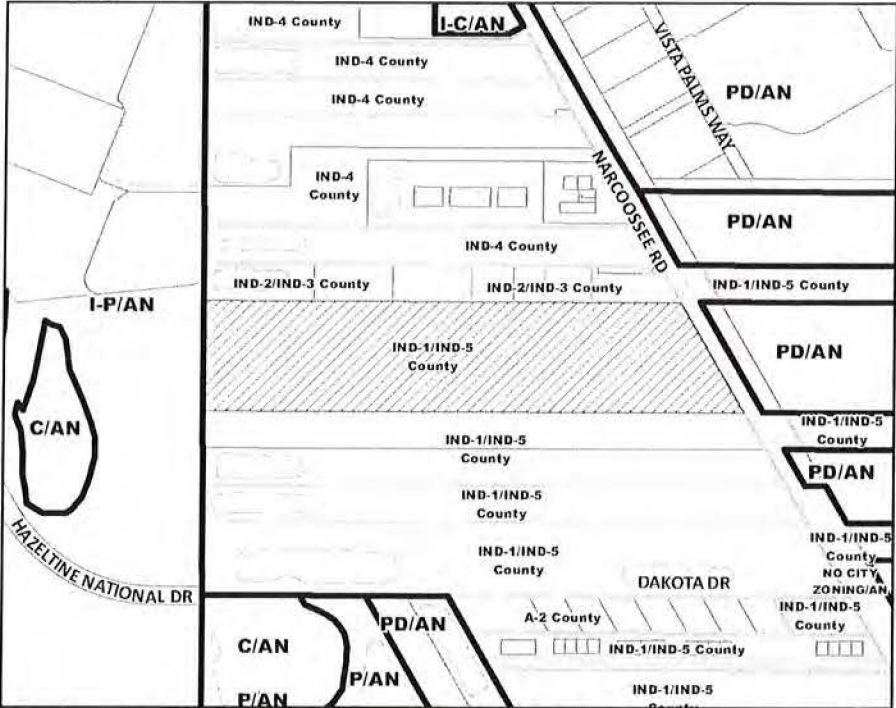 IND-4 County
I-C/AN
IND-4 County
IND-4 County
VISTA PALMS WAY
PD/AN
NARCOOSSEE RD
IND-4
County
PD/AN
IND-4 County
IND-2/IND-3 County
IND-2/IND-3 County
IND-1/IND-5 County
I-P/AN
IND-1/IND-5
County
PD/AN
C/AN
IND-1/IND-5
County
IND-1/IND-5
County
PD/AN
IND-1/IND-5
County
IND-1/IND-5
County
IND-1/IND-5
County
NO CITY
ZONING/AN
HAZELTINE NATIONAL DR
DAKOTA DR
IND-1/IND-5
County
A-2 County
PD/AN
C/AN
IND-1/IND-5 County
P/AN
P/AN
IND-1/IND-5
County